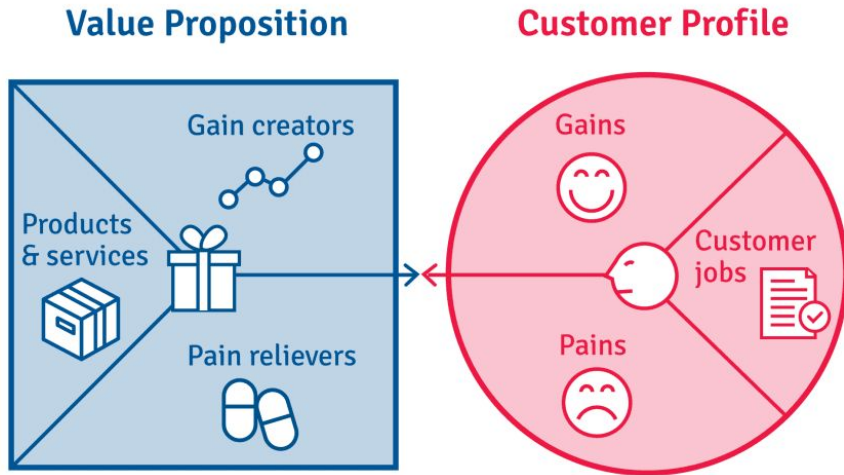 Value Proposition
Customer Profile
Gain creators
Products
& services
Pain relievers
Gains
Customer
jobs
Pains